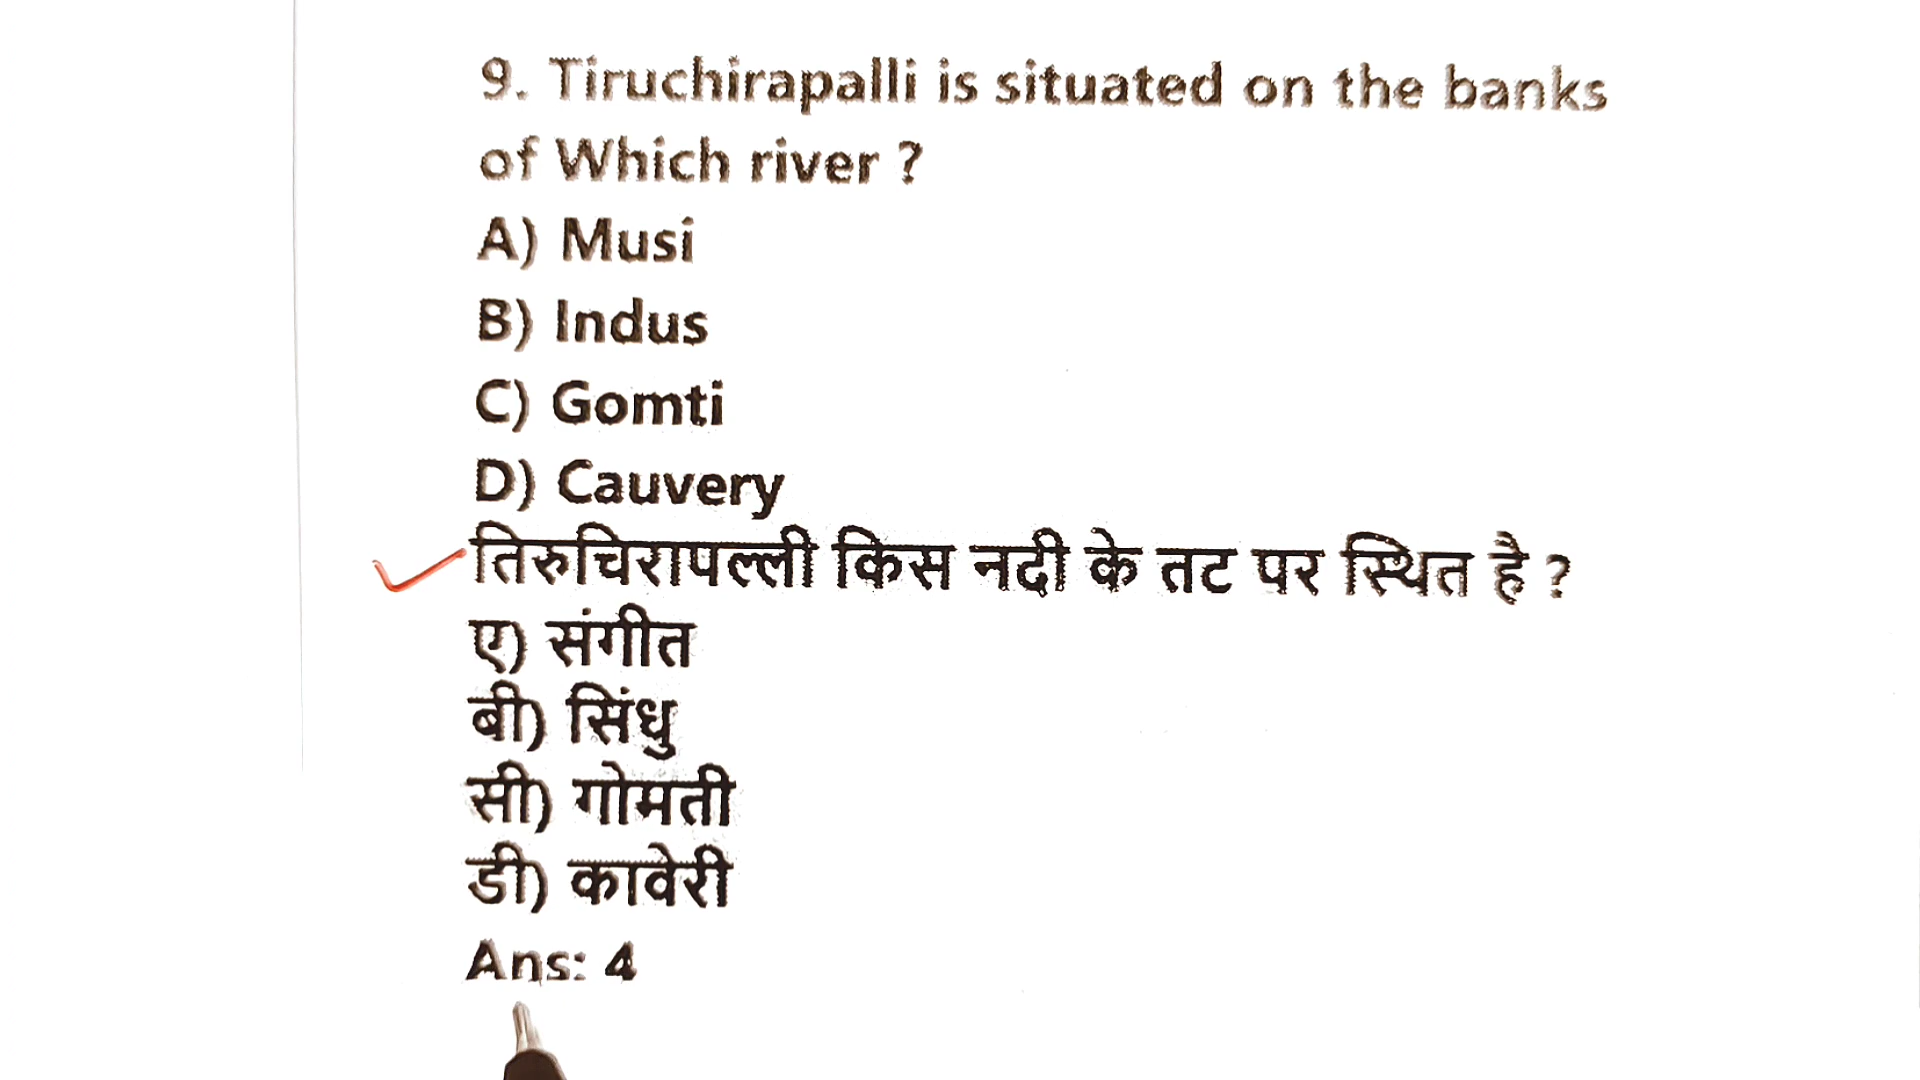 9. Tiruchirapalli is situated on the banks
of Which river ?
A) Musi
B) Indus
C) Gomti
D) Cauvery
तिरुचिरापल्ली किस नदी के तट पर स्थित है ?
ए) संगीत
बी) सिंधु
सी) गोमती
डी) कावेरी
Ans: 4